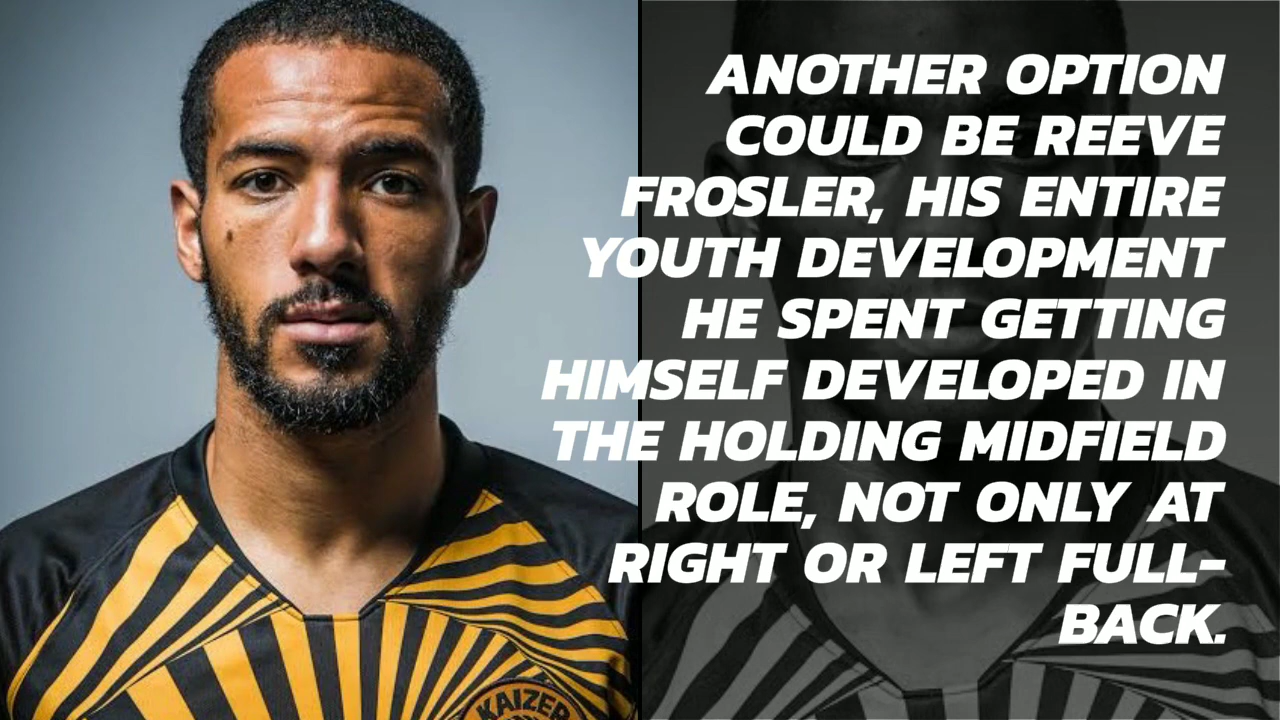 ANOTHER OPTION
COULD BE REEVE
FROSLER, HIS ENTIRE
YOUTH DEVELOPMENT
HE SPENT GETTING
HIMSELF DEVELOPED IN
THE HOLDING MIDFIELD
ROLE, NOT ONLY AT
RIGHT OR LEFT FULL-
BACK.
KAIZER